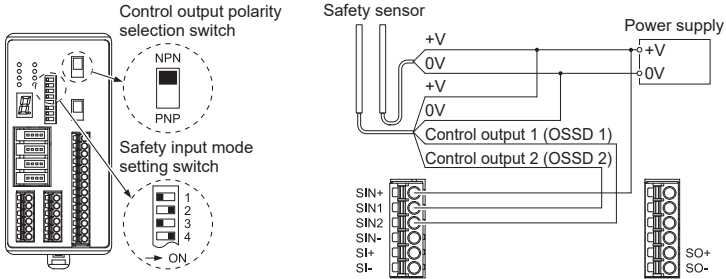 Control output polarity
selection switch
NPN
PNP
Safety input mode
setting switch
1
2
3
4
→ ON
Safety sensor
+V
0V
+V
0V
Control output 1 (OSSD 1)
Control output 2 (OSSD 2)
Power supply
+V
0V
SIN+
SIN1
SIN2
SIN-
SI+
SI-
SO+
SO-